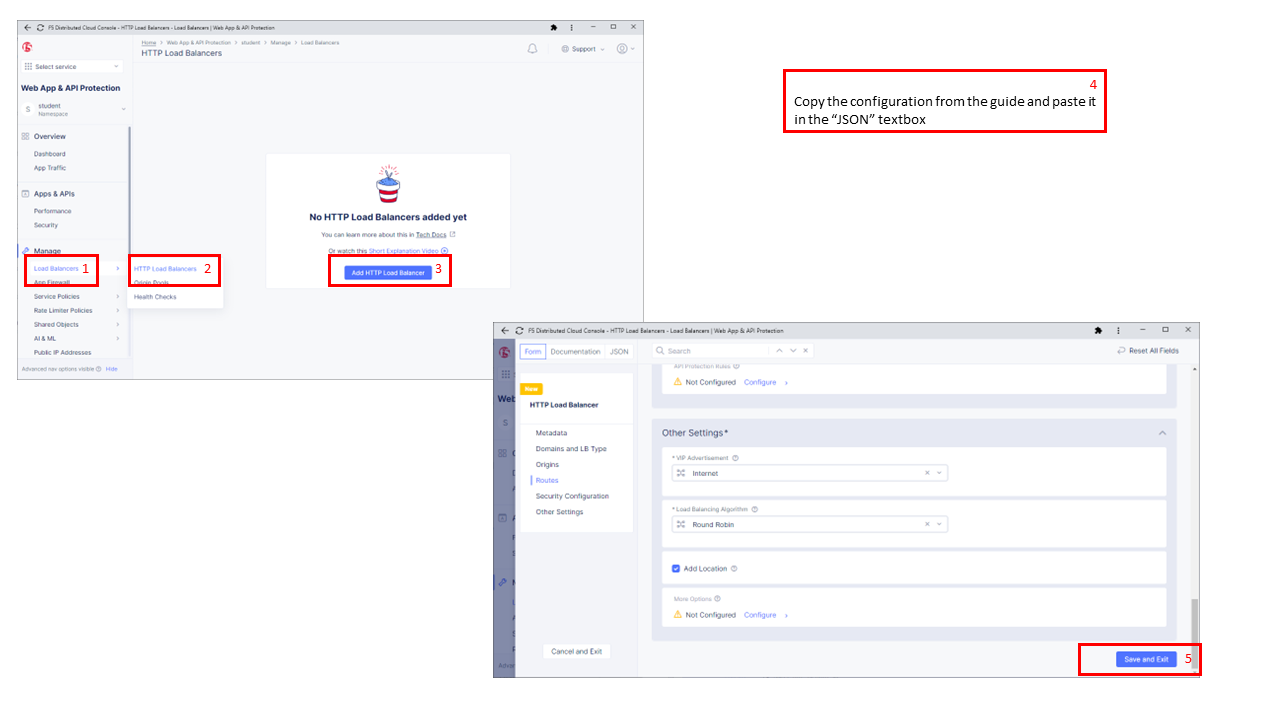 F5 Distributed Cloud Console - HTTP Load Balancers - Load Balancers | Web App & API Protection
Home > Web App & API Protection > student > Manage > Load Balancers
HTTP Load Balancers
Support
Select service
Web App & API Protection
S
student
Namespace
Overview
Dashboard
App Traffic
Apps & APIs
Performance
Security
Manage
Load Balancers
1
App Firewall
Service Policies
Rate Limiter Policies
Shared Objects
AI & ML
Public IP Addresses
Advanced nav options visible
Hide
HTTP Load Balancers
2
Origin Pools
Health Checks
No HTTP Load Balancers added yet
You can learn more about this in Tech Docs
Or watch this Short Explanation Video
Add HTTP Load Balancer
3
4
Copy the configuration from the guide and paste it
in the “JSON” textbox
F5 Distributed Cloud Console - HTTP Load Balancers - Load Balancers | Web App & API Protection
Form
Documentation
JSON
Search
Reset All Fields
Web
S
Advan
New
HTTP Load Balancer
Metadata
Domains and LB Type
Origins
Routes
Security Configuration
Other Settings
Cancel and Exit
API Protection Rules
Not Configured
Configure
Other Settings*
* VIP Advertisement
Internet
* Load Balancing Algorithm
Round Robin
Add Location
More Options
Not Configured
Configure
Save and Exit
5